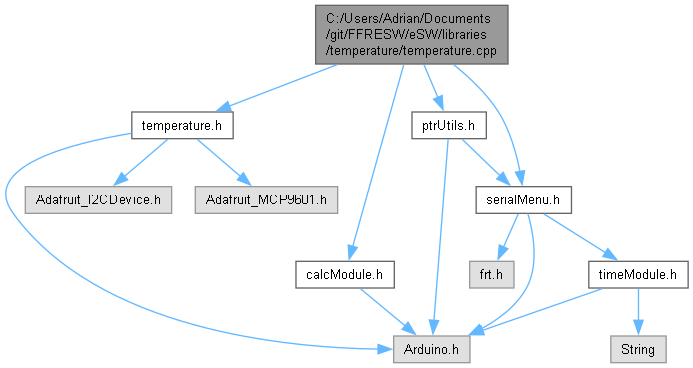 C:/Users/Adrian/Documents
/git/FFRESW/eSW/libraries
/temperature/temperature.cpp
temperature.h
ptrUtils.h
Adafruit_I2CDevice.h
Adafruit_MCP9601.h
serialMenu.h
calcModule.h
frt.h
timeModule.h
Arduino.h
String